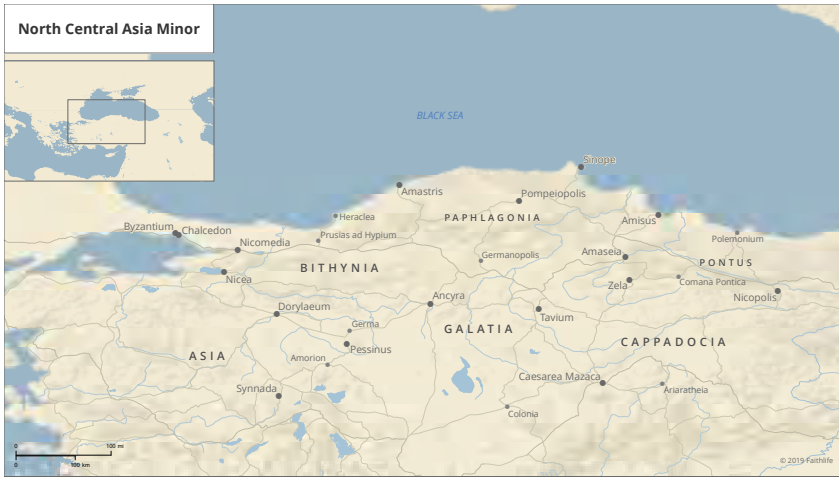 North Central Asia Minor
BLACK SEA
Sinope
Amastris
Pompeiopolis
Heraclea
PAPHLAGONIA
Amisus
Byzantium
Chalcedon
Prusias ad Hypium
Polemonium
Nicomedia
Germanopolis
Amaseia
PONTUS
BITHYNIA
Nicea
Zela
Comana Pontica
Nicopolis
Ancyra
Dorylaeum
Tavium
Germa
GALATIA
CAPPADOCIA
Pessinus
ASIA
Amorion
Caesarea Mazaca
Synnada
Ariaratheia
Colonia
0 100 mi
0 100 km
© 2019 Faithlife